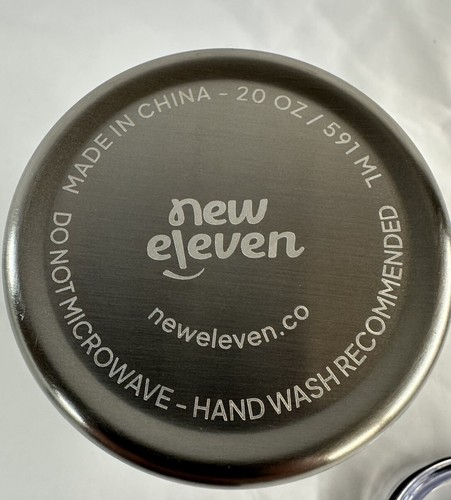 MADE IN CHINA - 20 OZ / 591 ML
new
eleven
neweleven.co
DO NOT MICROWAVE - HAND WASH RECOMMENDED